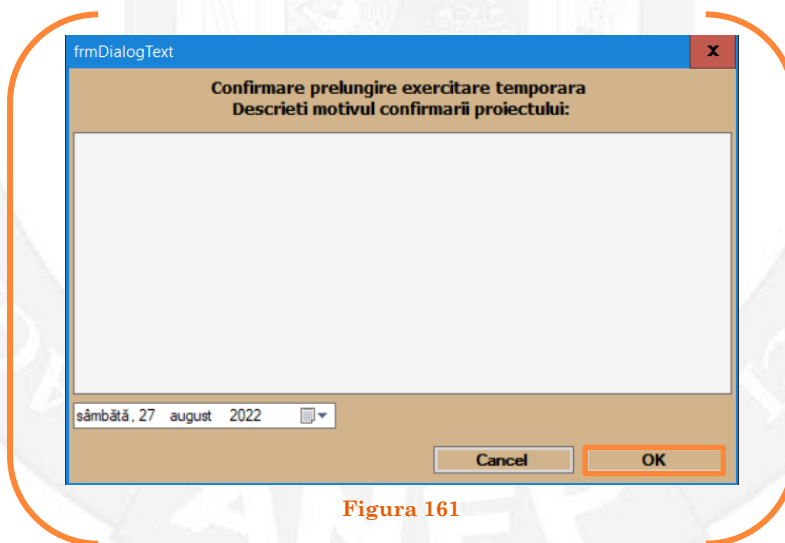 frmDialogText
x
Confirmare prelungire exercitare temporara
Descrieti motivul confirmarii proiectului:
sâmbătă, 27 august 2022
Cancel OK
Figura 161